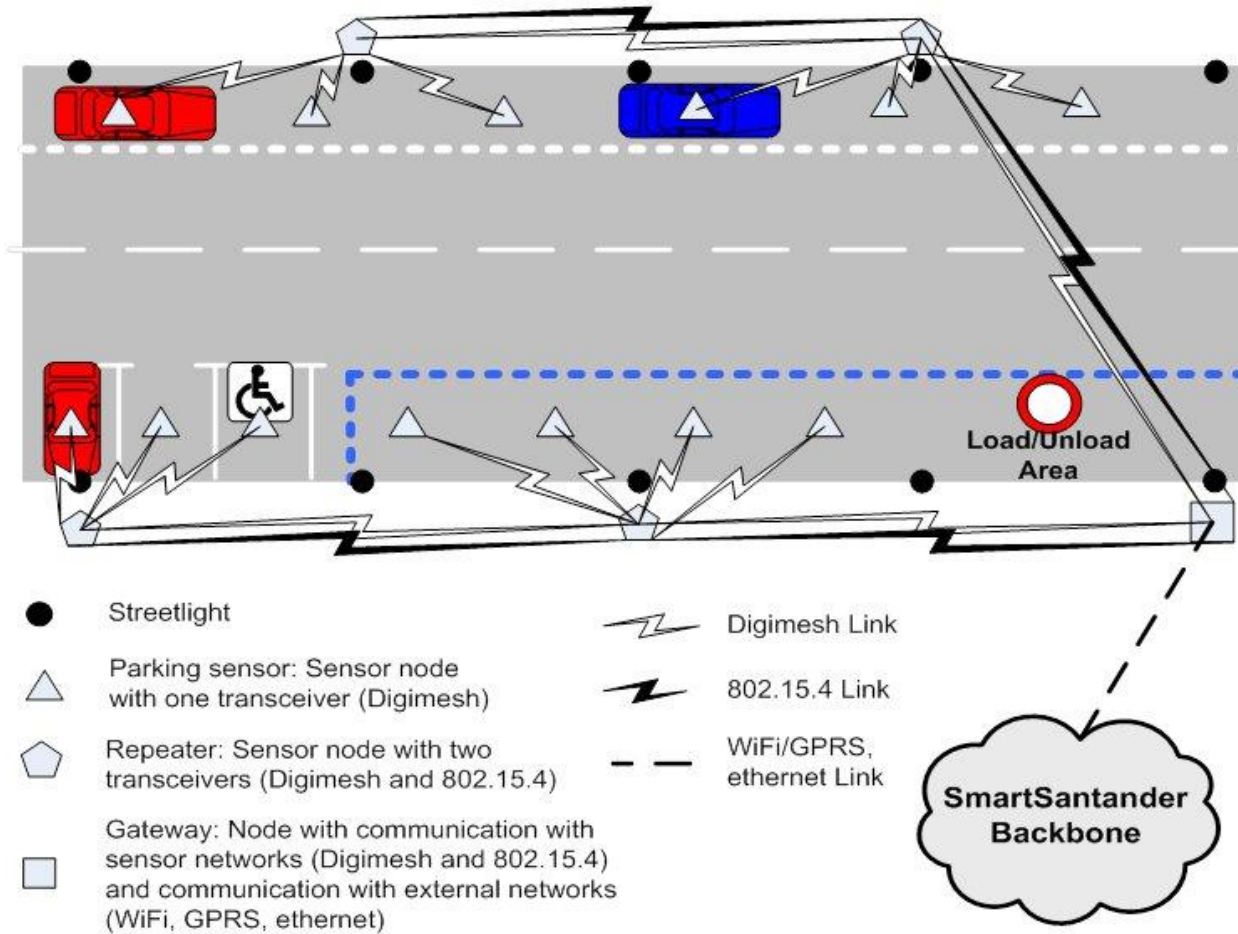 Load/Unload
Area
Streetlight
Parking sensor: Sensor node
with one transceiver (Digimesh)
Repeater: Sensor node with two
transceivers (Digimesh and 802.15.4)
Gateway: Node with communication with
sensor networks (Digimesh and 802.15.4)
and communication with external networks
(WiFi, GPRS, ethernet)
Digimesh Link
802.15.4 Link
WiFi/GPRS,
ethernet Link
SmartSantander
Backbone